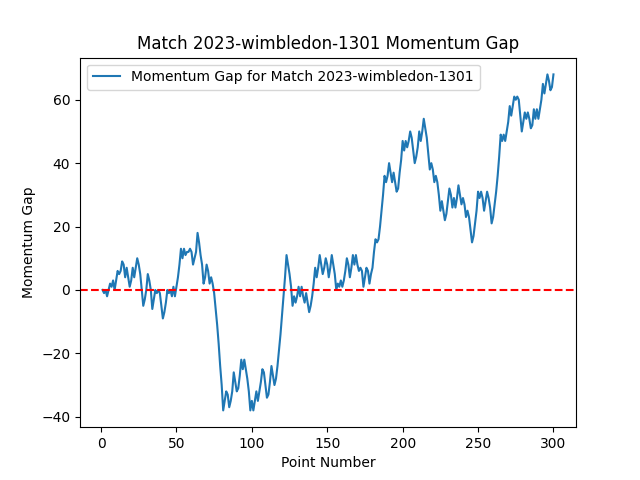 Match 2023-wimbledon-1301 Momentum Gap
Momentum Gap for Match 2023-wimbledon-1301
60
40
20
0
−20
−40
Momentum Gap
0 50 100 150 200 250 300
Point Number